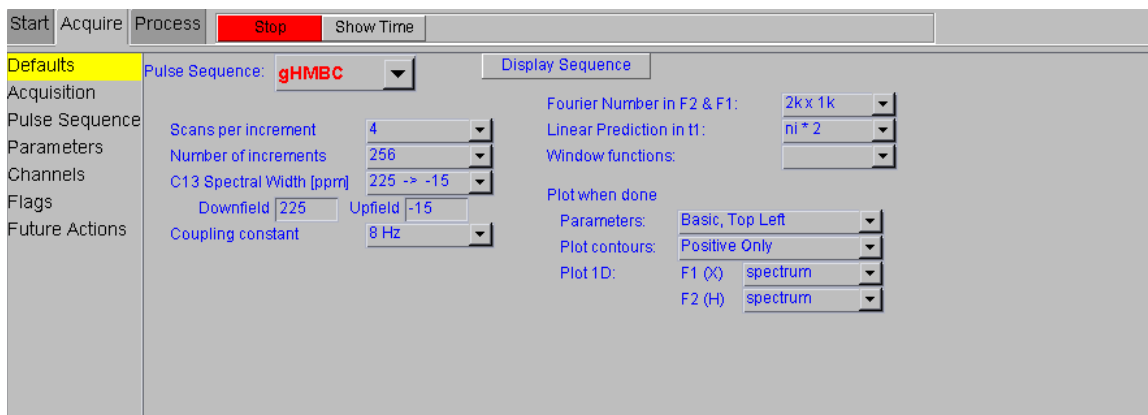 Start Acquire Process Stop Show Time
Defaults
Acquisition
Pulse Sequence
Parameters
Channels
Flags
Future Actions
Pulse Sequence: gHMBC Display Sequence
Scans per increment 4
Number of increments 256
C13 Spectral Width [ppm] 225 -> -15
Downfield 225 Upfield -15
Coupling constant 8 Hz
Fourier Number in F2 & F1: 2k x 1k
Linear Prediction in t1: ni * 2
Window functions:
Plot when done
Parameters: Basic, Top Left
Plot contours: Positive Only
Plot 1D: F1 (X) spectrum
F2 (H) spectrum